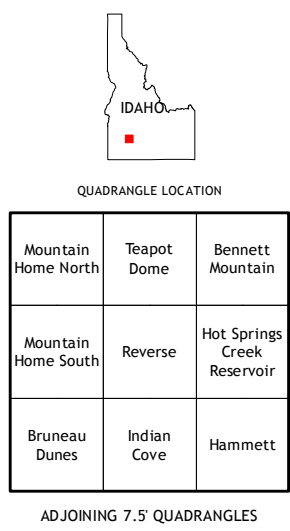 IDAHO
QUADRANGLE LOCATION
Mountain
Home North
Teapot
Dome
Bennett
Mountain
Mountain
Home South
Reverse
Hot Springs
Creek
Reservoir
Bruneau
Dunes
Indian
Cove
Hammett
ADJOINING 7.5' QUADRANGLES